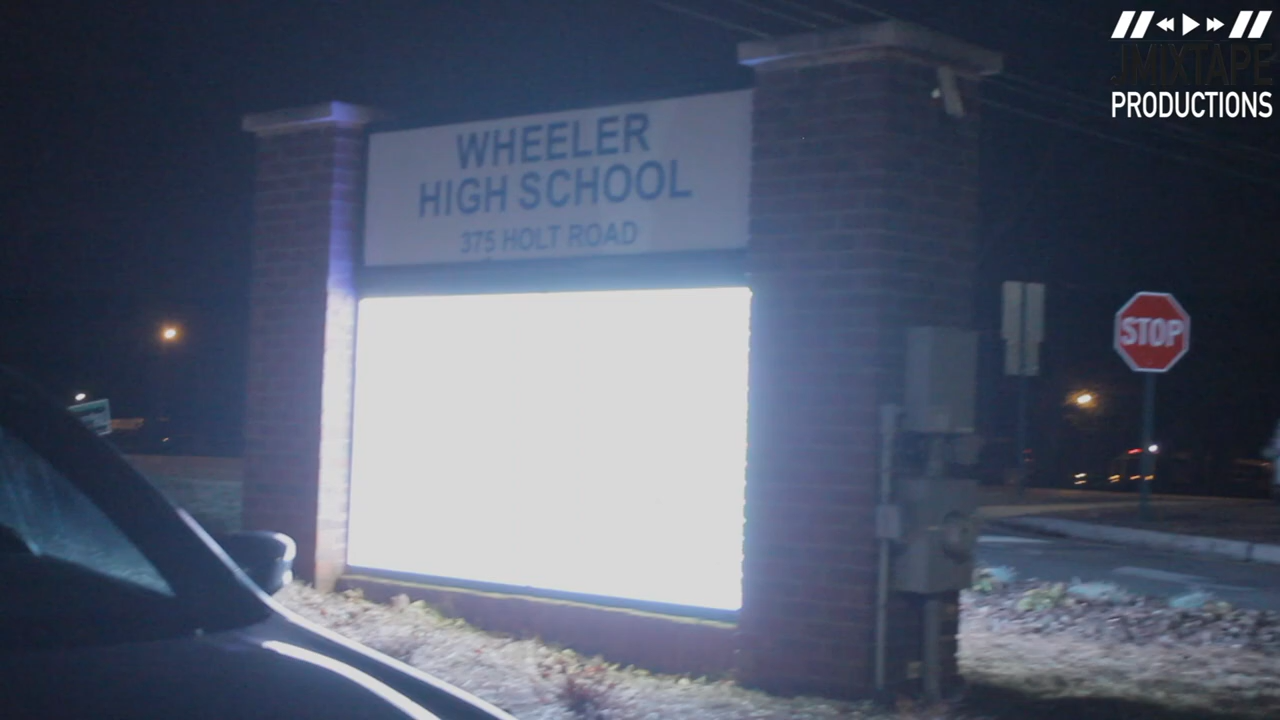 WHEELER
HIGH SCHOOL
375 HOLT ROAD
STOP
JMIXTAPE
PRODUCTIONS